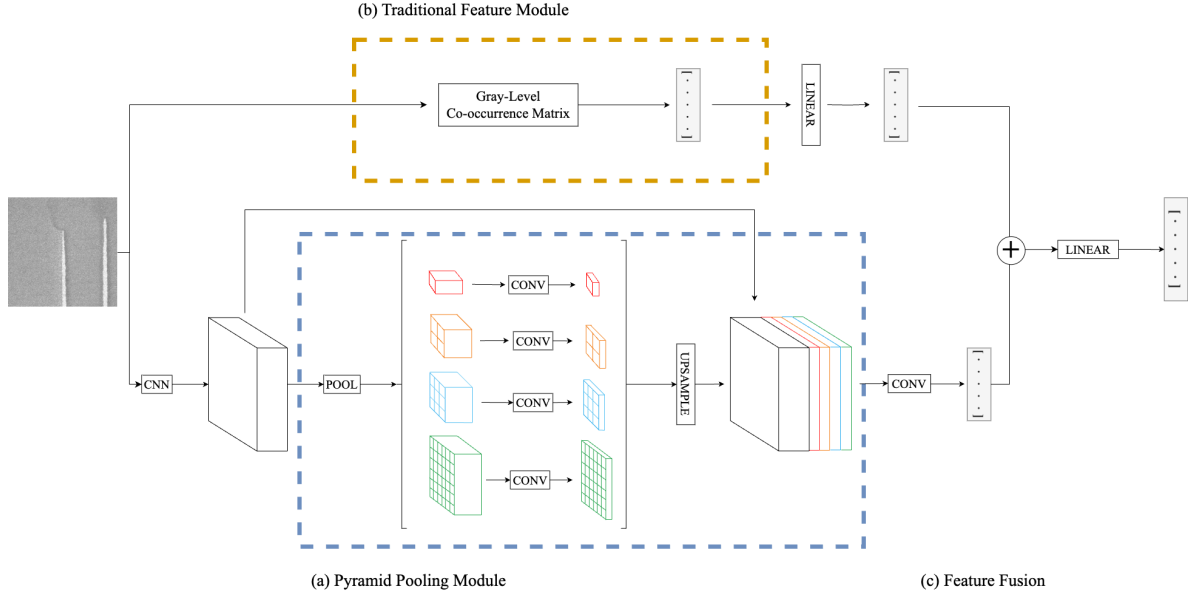 (b) Traditional Feature Module
Gray-Level
Co-occurrence Matrix
[ . . . . . ]
LINEAR
[ . . . . . ]
[ . . . . . ]
+
LINEAR
CONV
CONV
CONV
CONV
CNN
POOL
UPSAMPLE
CONV
[ . . . . . ]
(a) Pyramid Pooling Module
(c) Feature Fusion